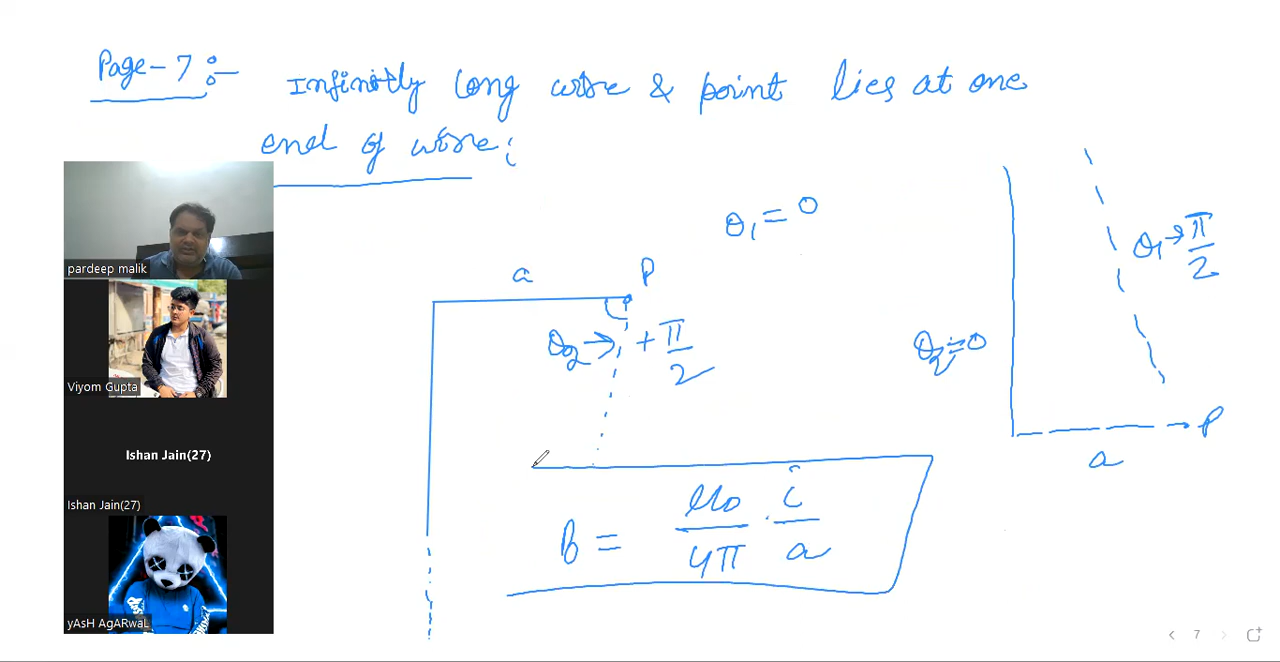 Page-7:-
Infinitly long wire & point lies at one
end of wire;
θ₁ = 0
a
P
θ₂ → + π/2
θ₁ → π/2
θ₂ = 0
P
a
B = μ₀/4π . i/a
pardeep malik
Viyom Gupta
Ishan Jain(27)
Ishan Jain(27)
yAsH AgARwaL
7